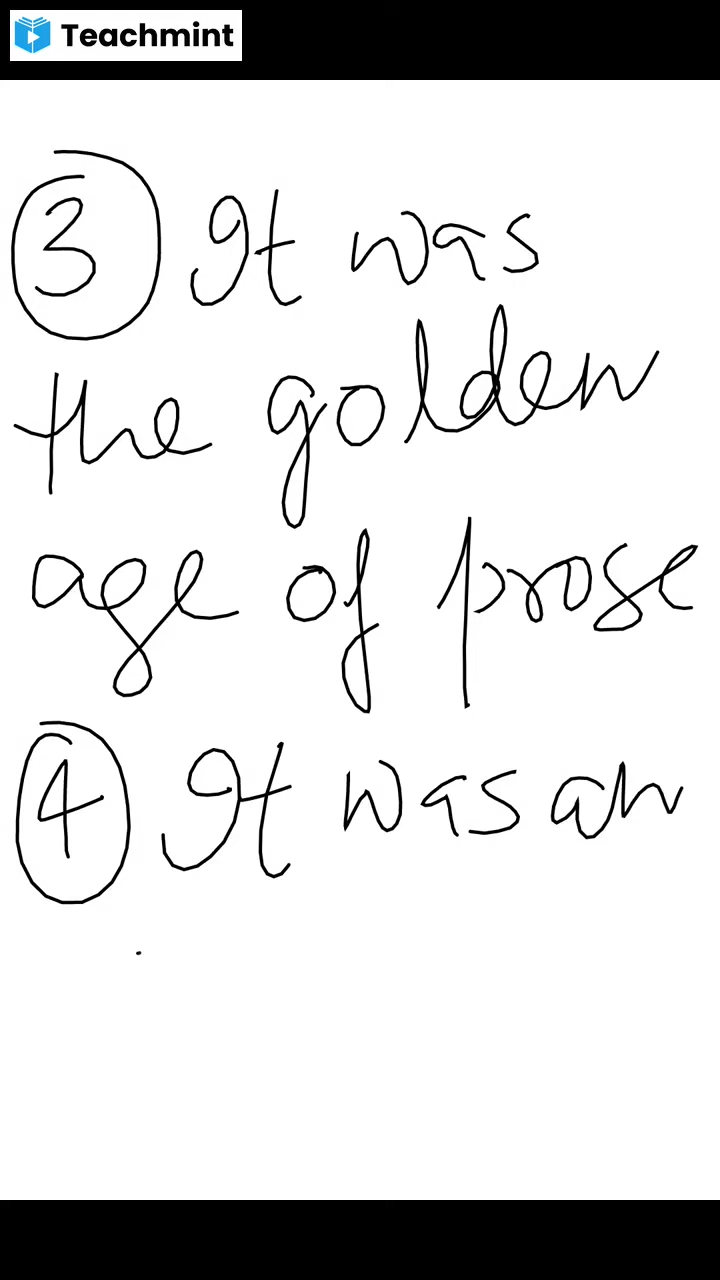 Teachmint
3 It was
the golden
age of prose
4 It was an